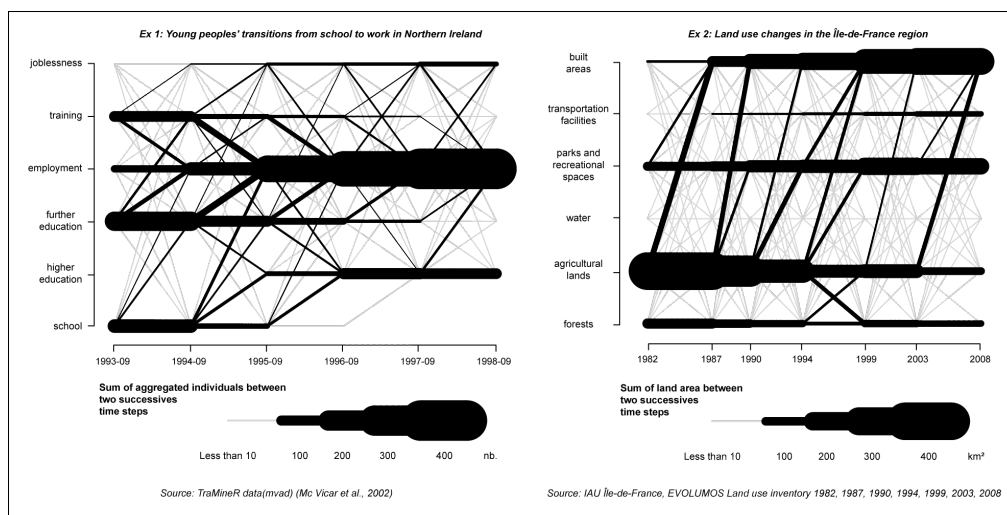 Ex 1: Young peoples' transitions from school to work in Northern Ireland
joblessness
training
employment
further
education
higher
education
school
1993-09
1994-09
1995-09
1996-09
1997-09
1998-09
Sum of aggregated individuals between
two successives
time steps
Less than 10
100
200
300
400
nb.
Source: TraMineR data(mvad) (Mc Vicar et al., 2002)
Ex 2: Land use changes in the Île-de-France region
built
areas
transportation
facilities
parks and
recreational
spaces
water
agricultural
lands
forests
1982
1987
1990
1994
1999
2003
2008
Sum of land area between
two successives
time steps
Less than 10
100
200
300
400
km²
Source: IAU Île-de-France, EVOLUMOS Land use inventory 1982, 1987, 1990, 1994, 1999, 2003, 2008